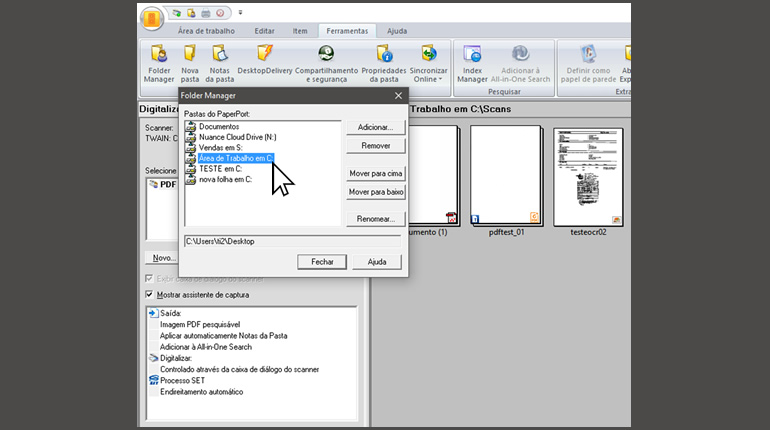 Área de trabalho Editar Item Ferramentas Ajuda
Folder Manager
Nova pasta
Notas da pasta
DesktopDelivery
Compartilhamento e segurança
Propriedades da pasta
Sincronizar Online
Index Manager
Adicionar à All-in-One Search
Definir como papel de parede
Pesquisar
Extra
Digitaliza
Trabalho em C:\Scans
Scanner:
TWAIN: C
Selecione
PDF
Novo...
Folder Manager
Pastas do PaperPort:
Documentos
Nuance Cloud Drive (N:)
Vendas em S:
Área de Trabalho em C:
TESTE em C:
nova folha em C:
Adicionar...
Remover
Mover para cima
Mover para baixo
Renomear...
C:\Users\ti2\Desktop
Fechar
Ajuda
umento (1)
pdftest_01
testeocr02
Exibir caixa de diálogo do scanner
Mostrar assistente de captura
Saída:
Imagem PDF pesquisável
Aplicar automaticamente Notas da Pasta
Adicionar à All-in-One Search
Digitalizar:
Controlado através da caixa de diálogo do scanner
Processo SET
Endireitamento automático